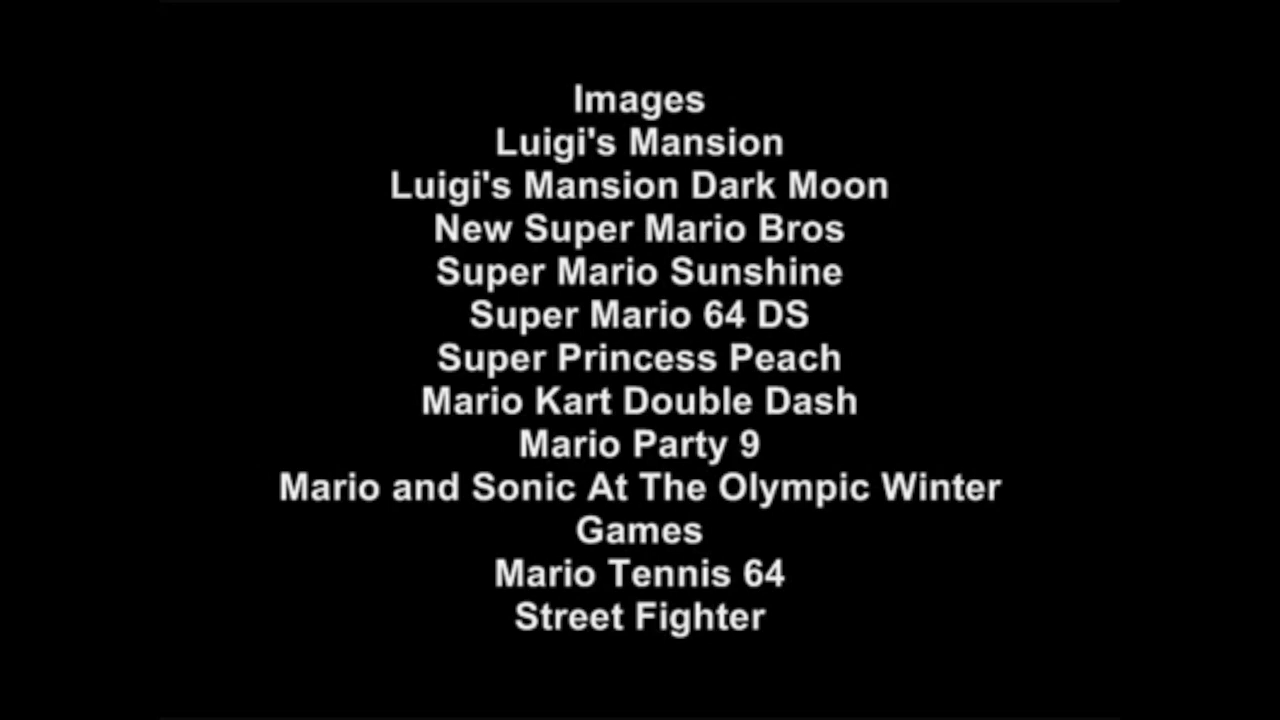 Images
Luigi's Mansion
Luigi's Mansion Dark Moon
New Super Mario Bros
Super Mario Sunshine
Super Mario 64 DS
Super Princess Peach
Mario Kart Double Dash
Mario Party 9
Mario and Sonic At The Olympic Winter
Games
Mario Tennis 64
Street Fighter